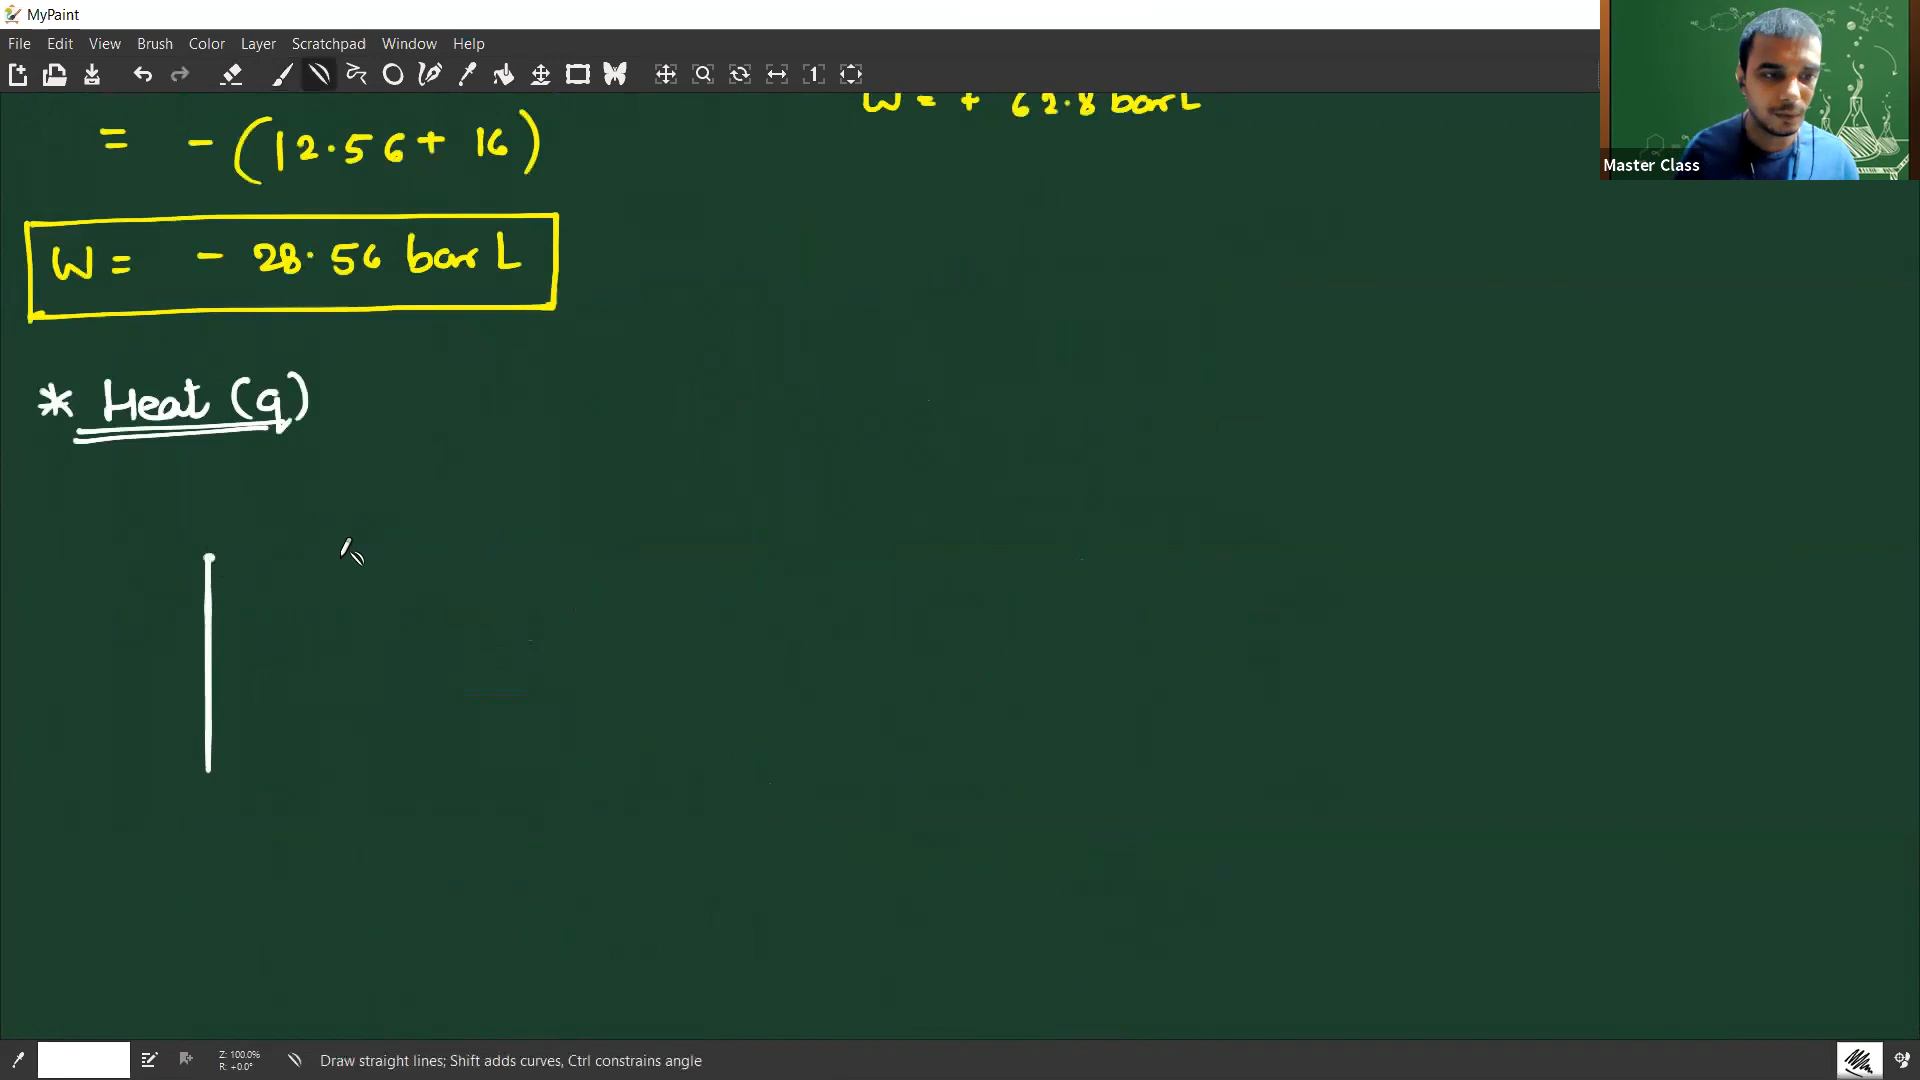 MyPaint
File Edit View Brush Color Layer Scratchpad Window Help
W = + 62.8 bar L
= - (12.56 + 16)
W = - 28.56 bar L
* Heat (q)
Master Class
Z: 100.0%
R: +0.0°
Draw straight lines; Shift adds curves, Ctrl constrains angle